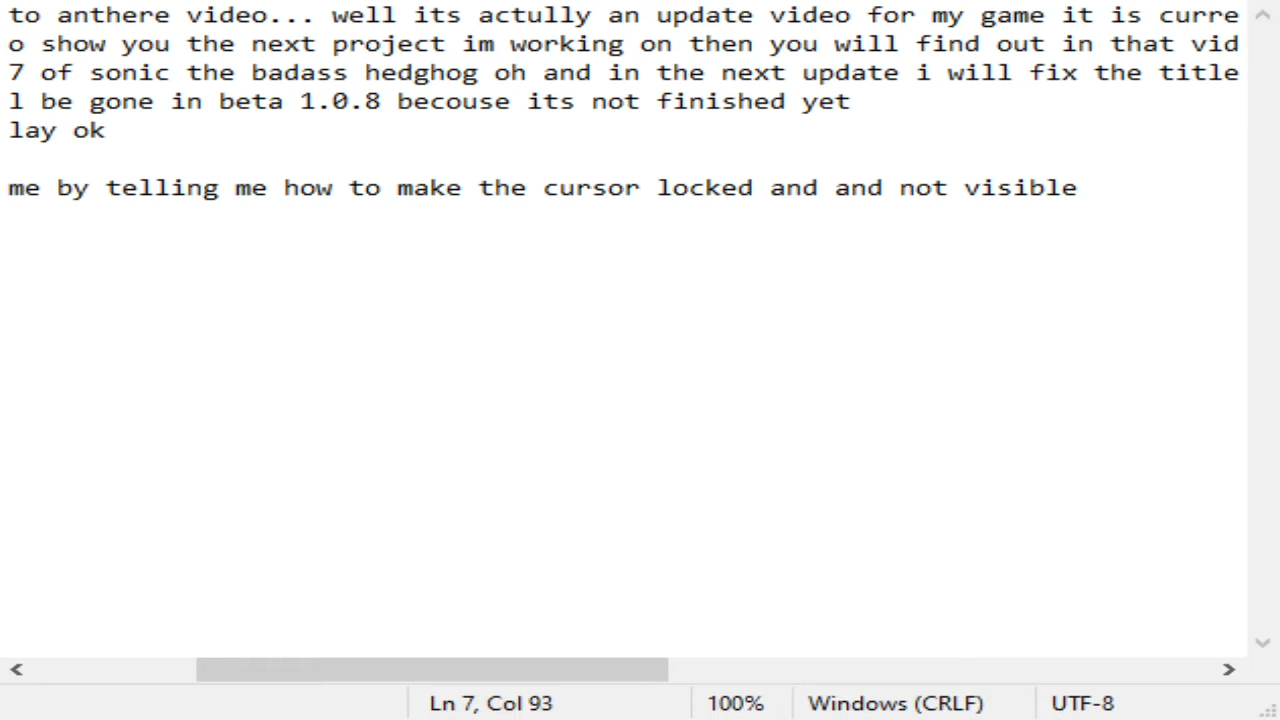 to anthere video... well its actully an update video for my game it is curre
o show you the next project im working on then you will find out in that vid
7 of sonic the badass hedghog oh and in the next update i will fix the title
l be gone in beta 1.0.8 becouse its not finished yet
lay ok
me by telling me how to make the cursor locked and and not visible
Ln 7, Col 93 100% Windows (CRLF) UTF-8